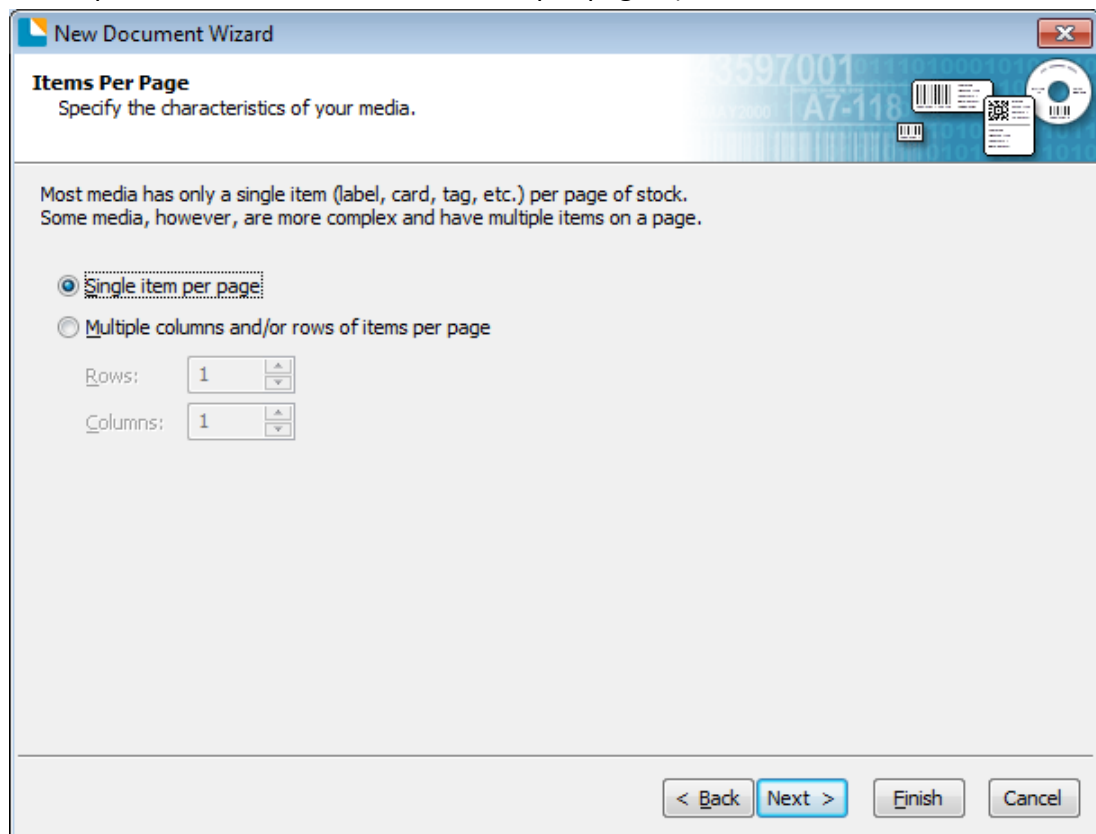 New Document Wizard
3597001
A7-118
Items Per Page
Specify the characteristics of your media.
Most media has only a single item (label, card, tag, etc.) per page of stock.
Some media, however, are more complex and have multiple items on a page.
Single item per page
Multiple columns and/or rows of items per page
Rows: 1
Columns: 1
< Back Next > Finish Cancel